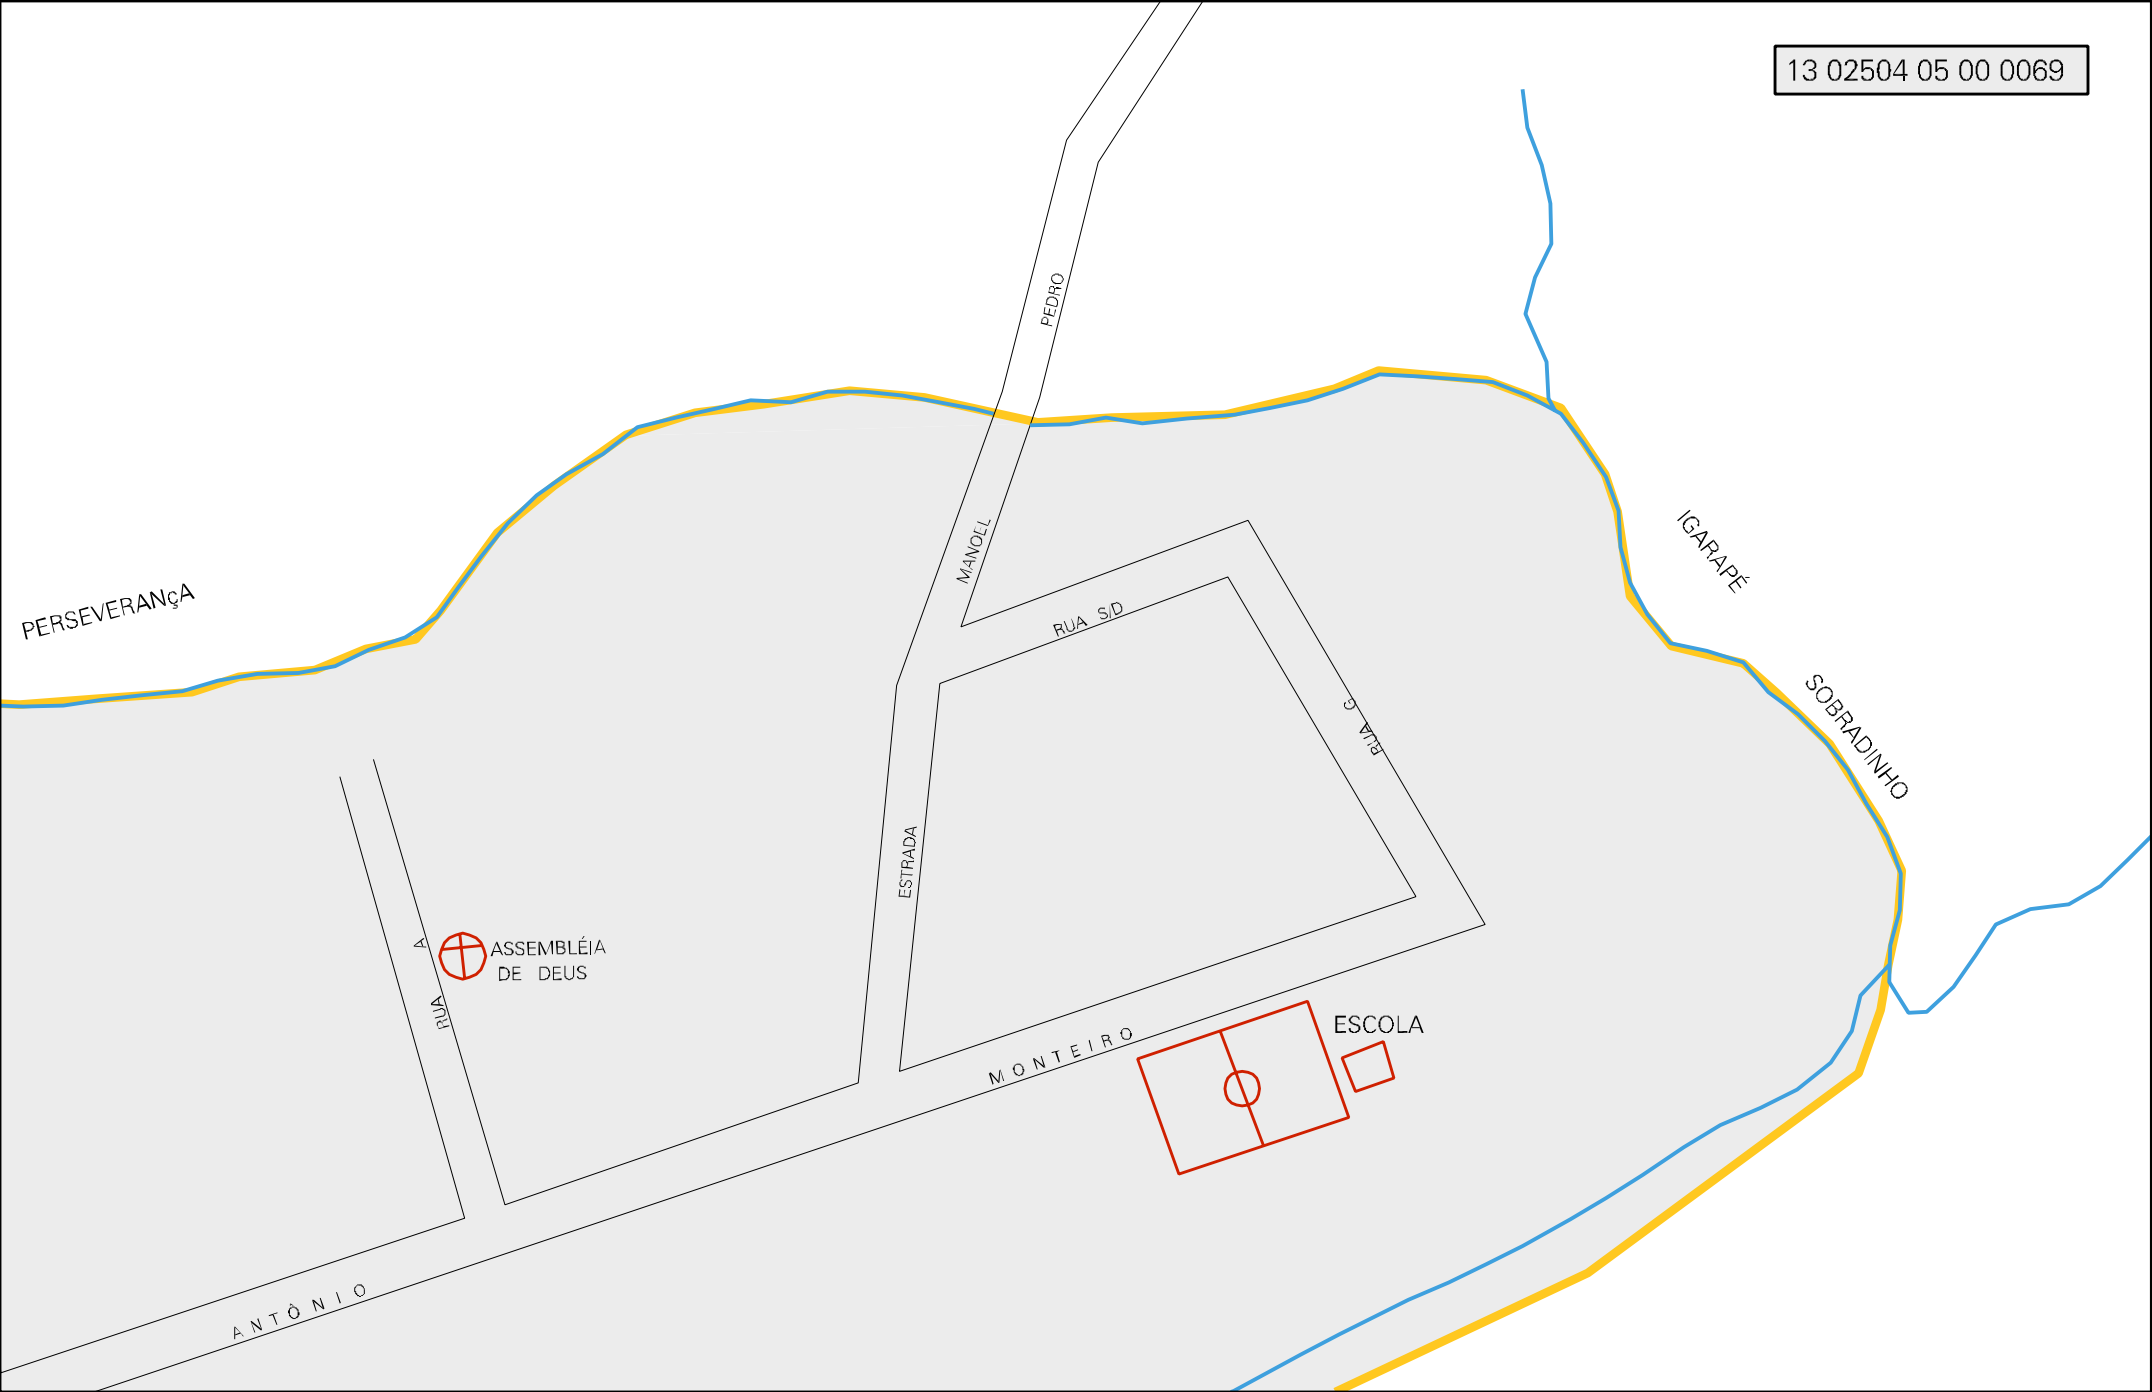 13 02504 05 00 0069
PEDRO
MANOEL
ESTRADA
IGARAPÉ
SOBRADINHO
PERSEVERANçA
RUA S/D
RUA G
RUA A
ASSEMBLÉIA
DE DEUS
ESCOLA
MONTEIRO
ANTÔNIO